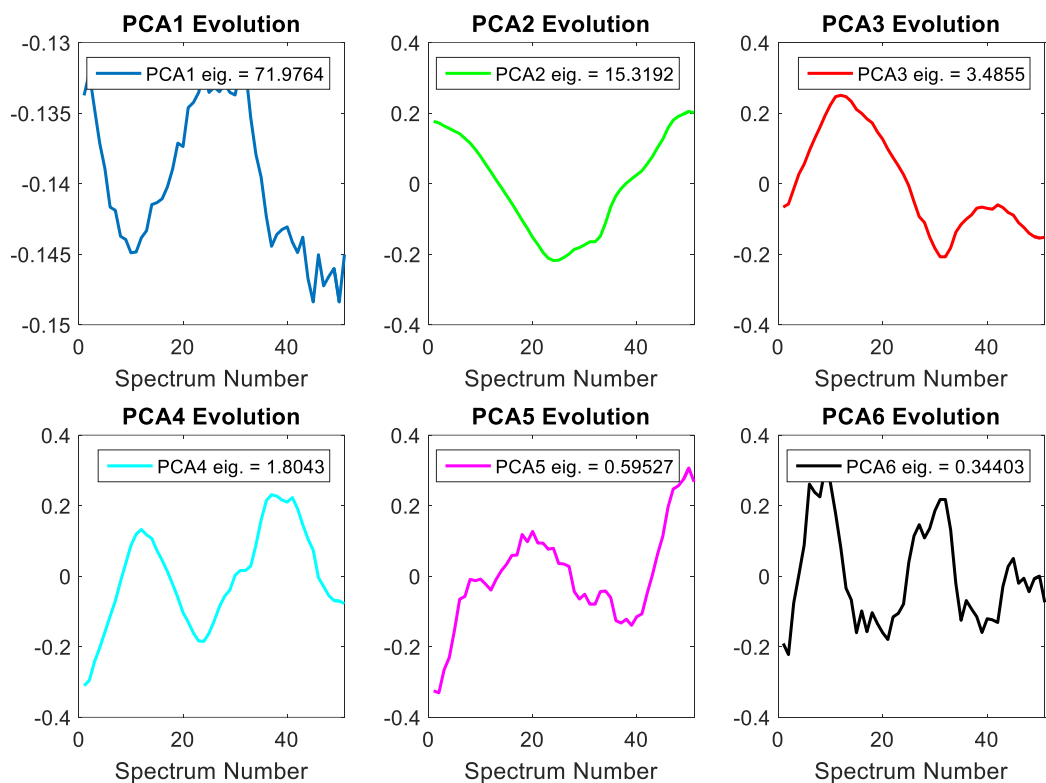 PCA1 Evolution
-0.13
-0.135
-0.14
-0.145
-0.15
PCA1 eig. = 71.9764
0 20 40
Spectrum Number
PCA2 Evolution
0.4
0.2
0
-0.2
-0.4
PCA2 eig. = 15.3192
0 20 40
Spectrum Number
PCA3 Evolution
0.4
0.2
0
-0.2
-0.4
PCA3 eig. = 3.4855
0 20 40
Spectrum Number
PCA4 Evolution
0.4
0.2
0
-0.2
-0.4
PCA4 eig. = 1.8043
0 20 40
Spectrum Number
PCA5 Evolution
0.4
0.2
0
-0.2
-0.4
PCA5 eig. = 0.59527
0 20 40
Spectrum Number
PCA6 Evolution
0.4
0.2
0
-0.2
-0.4
PCA6 eig. = 0.34403
0 20 40
Spectrum Number